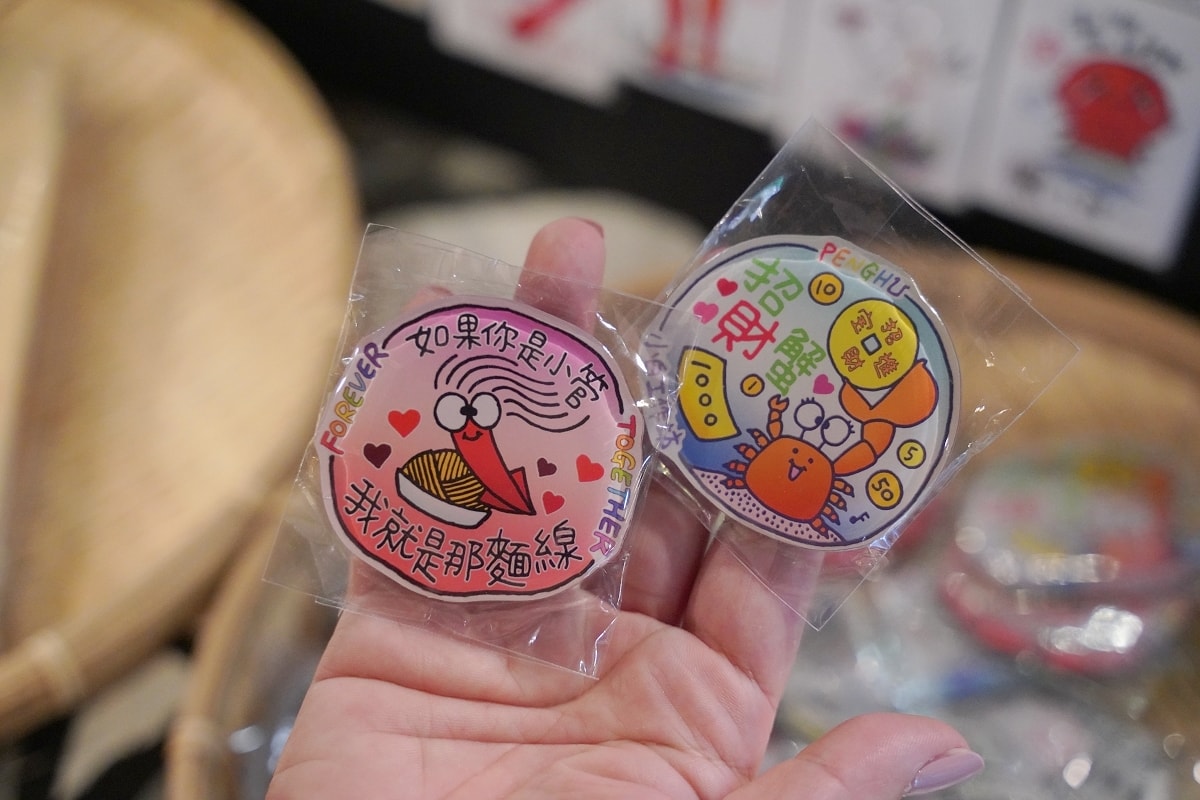 如果你是小管
FOREVER
TOGETHER
我就是那麵線
PENGHU
招
財
蟹
10
招進
財寶
1000
1
5
50